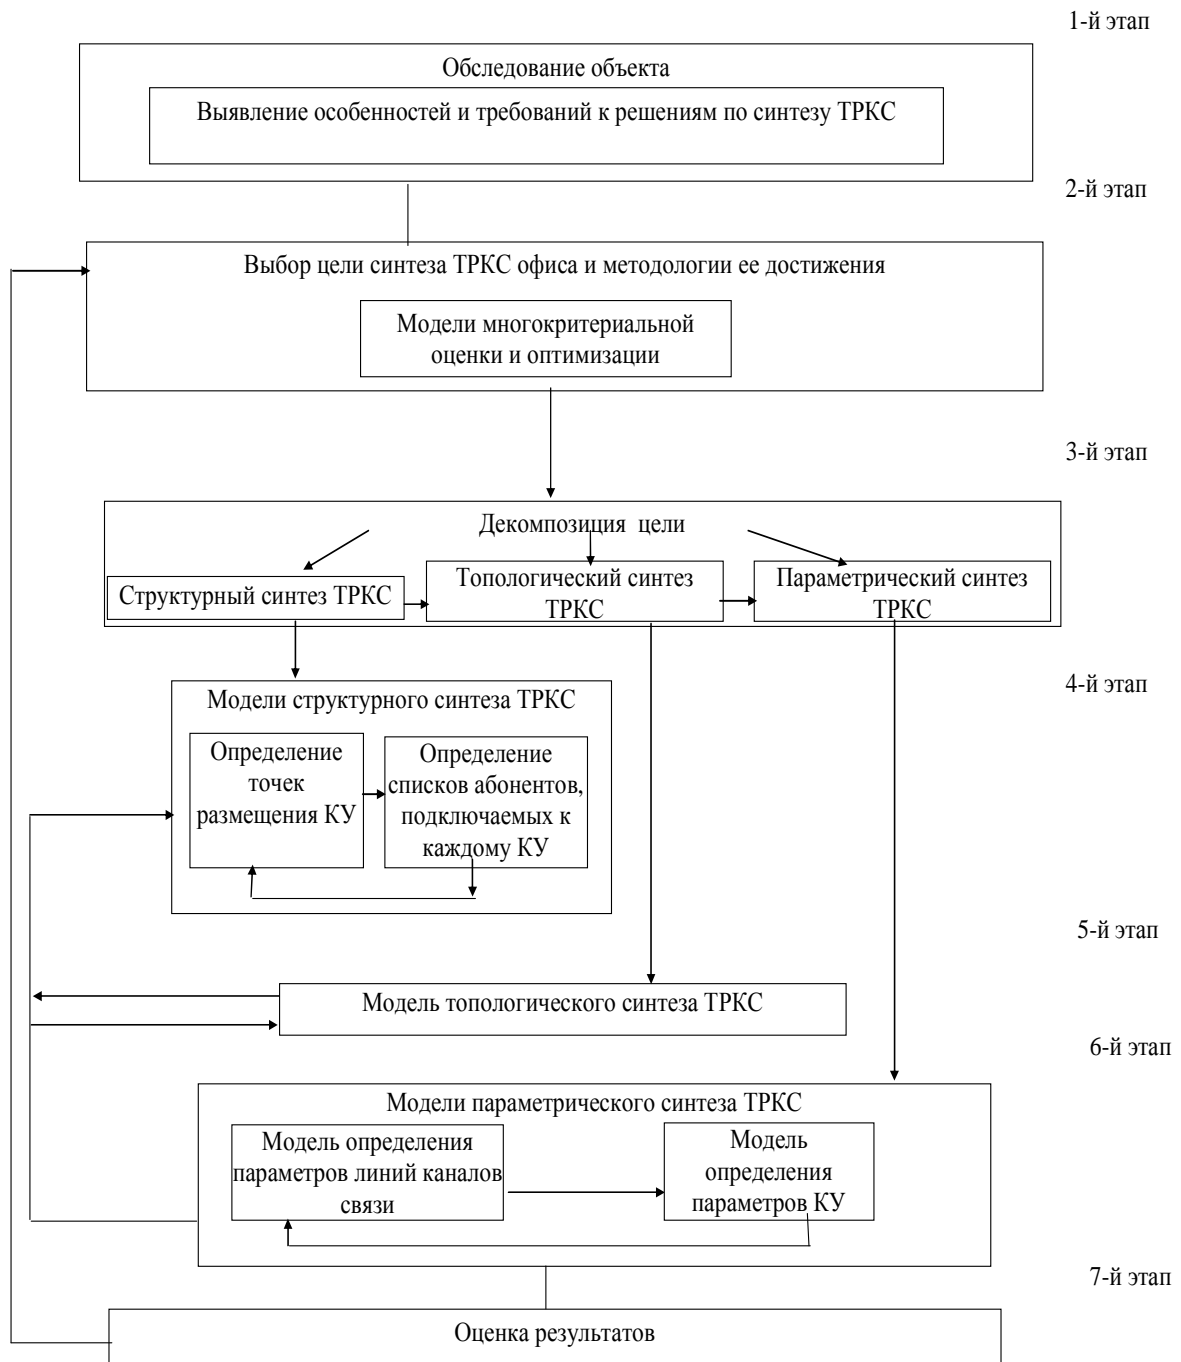 1-й этап
Обследование объекта
Выявление особенностей и требований к решениям по синтезу ТРКС
2-й этап
Выбор цели синтеза ТРКС офиса и методологии ее достижения
Модели многокритериальной
оценки и оптимизации
3-й этап
Декомпозиция цели
Структурный синтез ТРКС
Топологический синтез
ТРКС
Параметрический синтез
ТРКС
4-й этап
Модели структурного синтеза ТРКС
Определение
точек
размещения КУ
Определение
списков абонентов,
подключаемых к
каждому КУ
5-й этап
Модель топологического синтеза ТРКС
6-й этап
Модели параметрического синтеза ТРКС
Модель определения
параметров линий каналов
связи
Модель
определения
параметров КУ
7-й этап
Оценка результатов